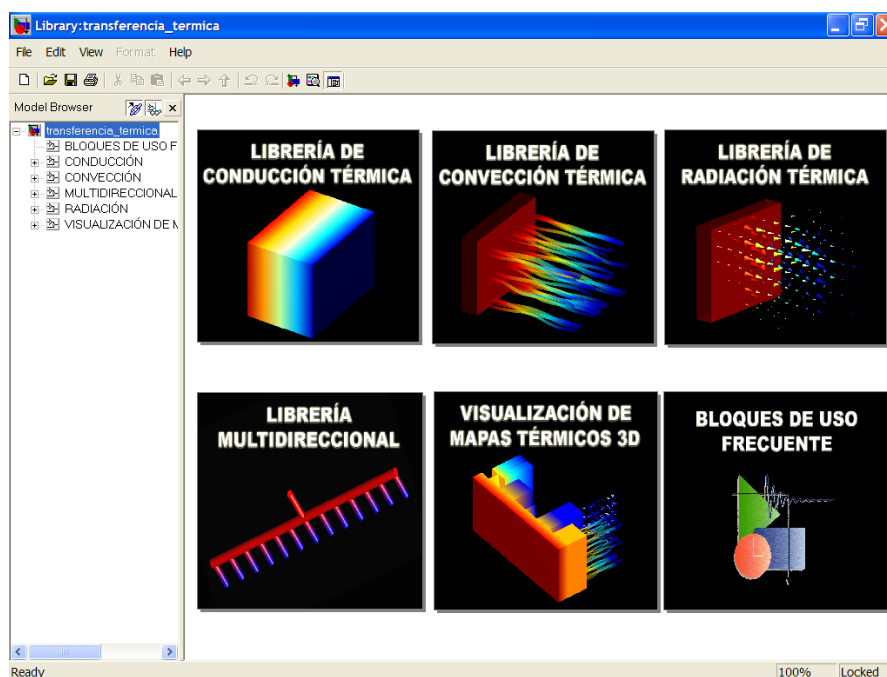 Library:transferencia_termica
File Edit View Format Help
Model Browser
transferencia_termica
BLOQUES DE USO F
CONDUCCIÓN
CONVECCIÓN
MULTIDIRECCIONAL
RADIACIÓN
VISUALIZACIÓN DE M
LIBRERÍA DE
CONDUCCIÓN TÉRMICA
LIBRERÍA DE
CONVECCIÓN TÉRMICA
LIBRERÍA DE
RADIACIÓN TÉRMICA
LIBRERÍA
MULTIDIRECCIONAL
VISUALIZACIÓN DE
MAPAS TÉRMICOS 3D
BLOQUES DE USO
FRECUENTE
Ready 100% Locked